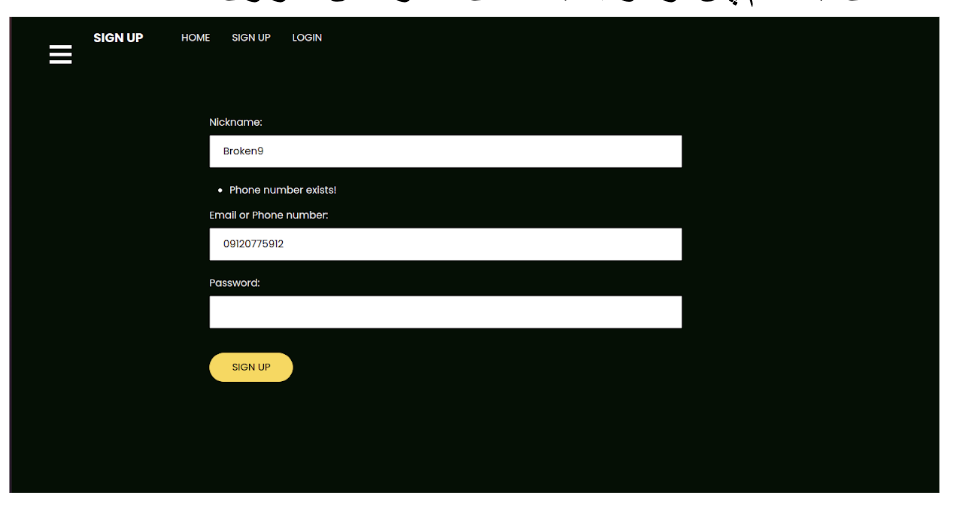 SIGN UP HOME SIGN UP LOGIN
Nickname:
Broken9
Phone number exists!
Email or Phone number:
09120775912
Password:
SIGN UP